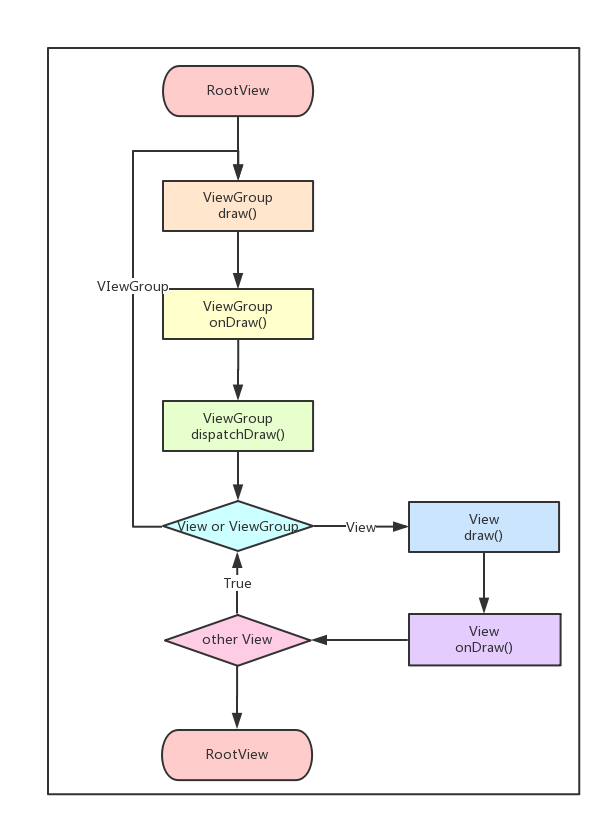 RootView
ViewGroup
draw()
VIewGroup
ViewGroup
onDraw()
ViewGroup
dispatchDraw()
View or ViewGroup
View
View
draw()
True
other View
View
onDraw()
RootView